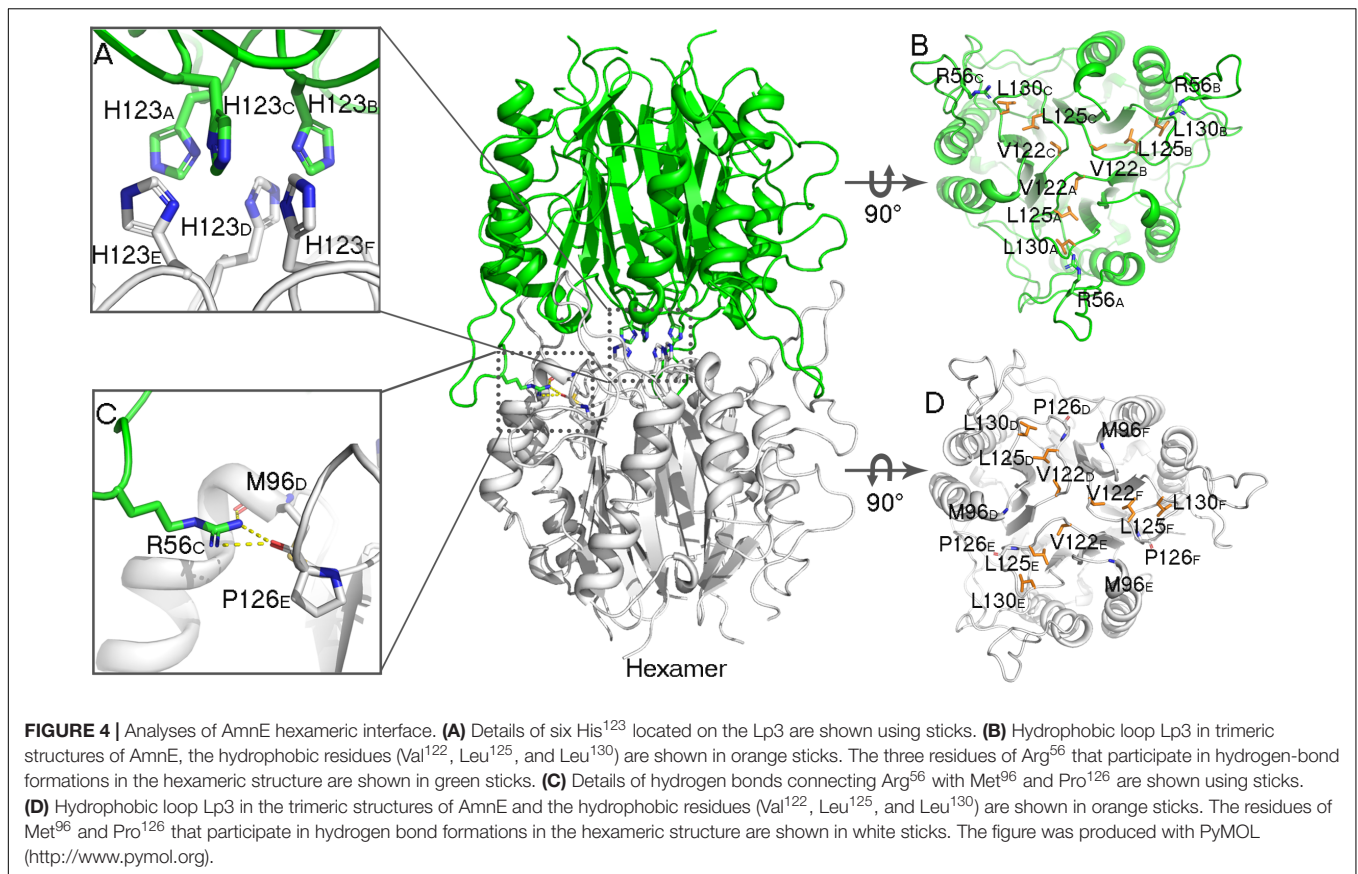 A
H123A
H123C
H123B
H123E
H123D
H123F
B
R56C
L130C
L125C
R56B
L130B
L125B
V122C
V122B
V122A
L125A
L130A
R56A
90°
C
M96D
R56C
P126E
D
P126D
L130D
M96F
L125D
V122D
V122F
L130F
M96D
L125F
P126E
V122E
P126F
L125E
M96E
L130E
90°
Hexamer
FIGURE 4 | Analyses of AmnE hexameric interface. (A) Details of six His123 located on the Lp3 are shown using sticks. (B) Hydrophobic loop Lp3 in trimeric
structures of AmnE, the hydrophobic residues (Val122, Leu125, and Leu130) are shown in orange sticks. The three residues of Arg56 that participate in hydrogen-bond
formations in the hexameric structure are shown in green sticks. (C) Details of hydrogen bonds connecting Arg56 with Met96 and Pro126 are shown using sticks.
(D) Hydrophobic loop Lp3 in the trimeric structures of AmnE and the hydrophobic residues (Val122, Leu125, and Leu130) are shown in orange sticks. The residues of
Met96 and Pro126 that participate in hydrogen bond formations in the hexameric structure are shown in white sticks. The figure was produced with PyMOL
(http://www.pymol.org).